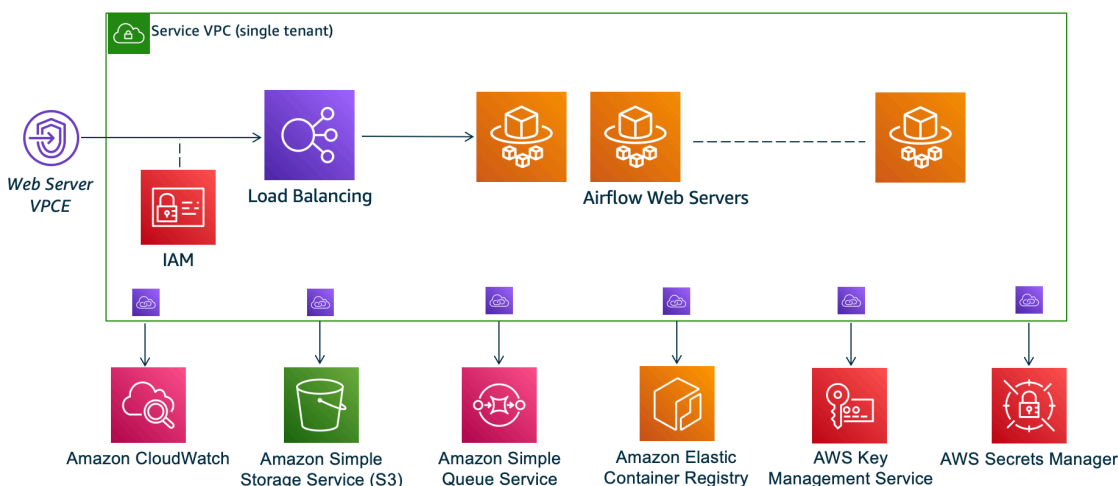 Service VPC (single tenant)
Web Server
VPCE
Load Balancing
Airflow Web Servers
IAM
Amazon CloudWatch
Amazon Simple
Storage Service (S3)
Amazon Simple
Queue Service
Amazon Elastic
Container Registry
AWS Key
Management Service
AWS Secrets Manager